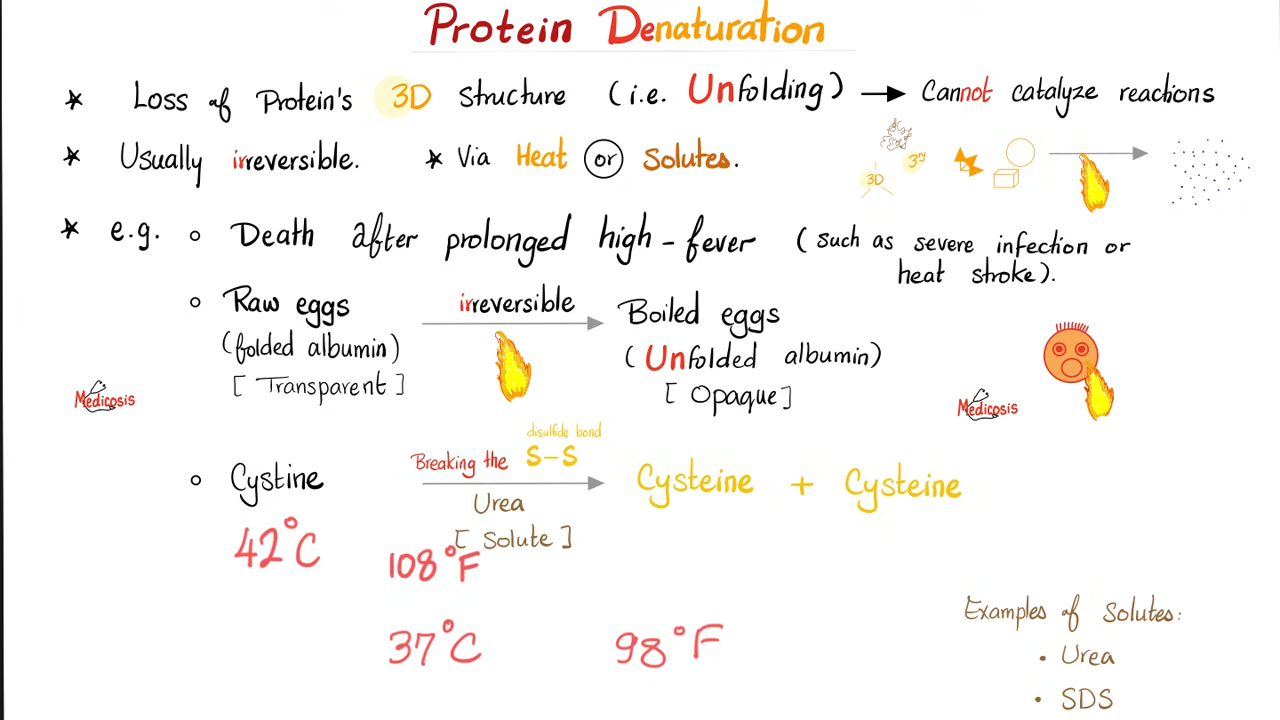 Protein Denaturation
* Loss of Protein's 3D Structure (i.e. Unfolding) → Cannot catalyze reactions
* Usually irreversible. * Via Heat or Solutes.
3ry
3D
* e.g. o Death after prolonged high-fever (such as severe infection or
heat stroke).
o Raw eggs irreversible Boiled eggs
(folded albumin) (Unfolded albumin)
[Transparent] [Opaque]
Medicosis Medicosis
disulfide bond
o Cystine Breaking the S-S Cysteine + Cysteine
Urea
[Solute]
42°C 108°F
37°C 98°F
Examples of Solutes:
• Urea
• SDS